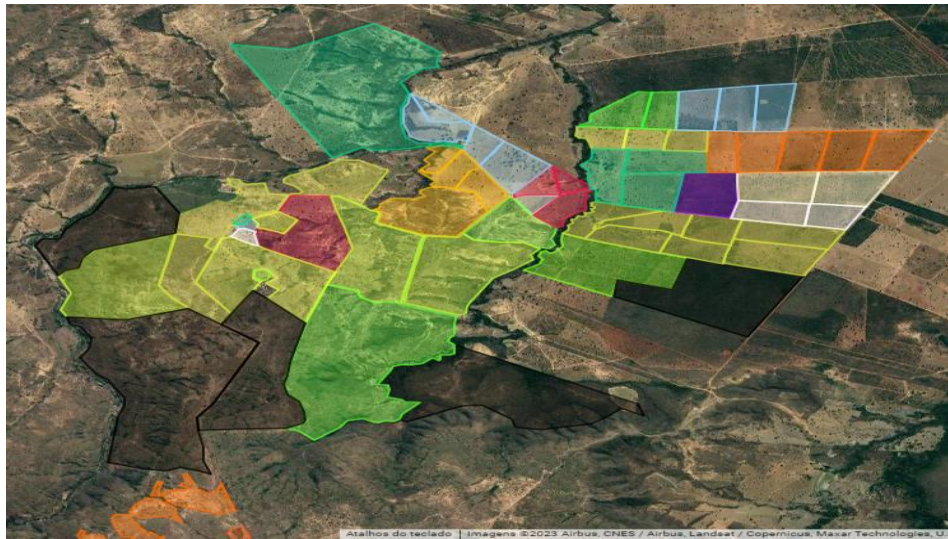 Atalhos do teclado | Imagens ©2023 Airbus, CNES / Airbus, Landsat / Copernicus, Maxar Technologies, U